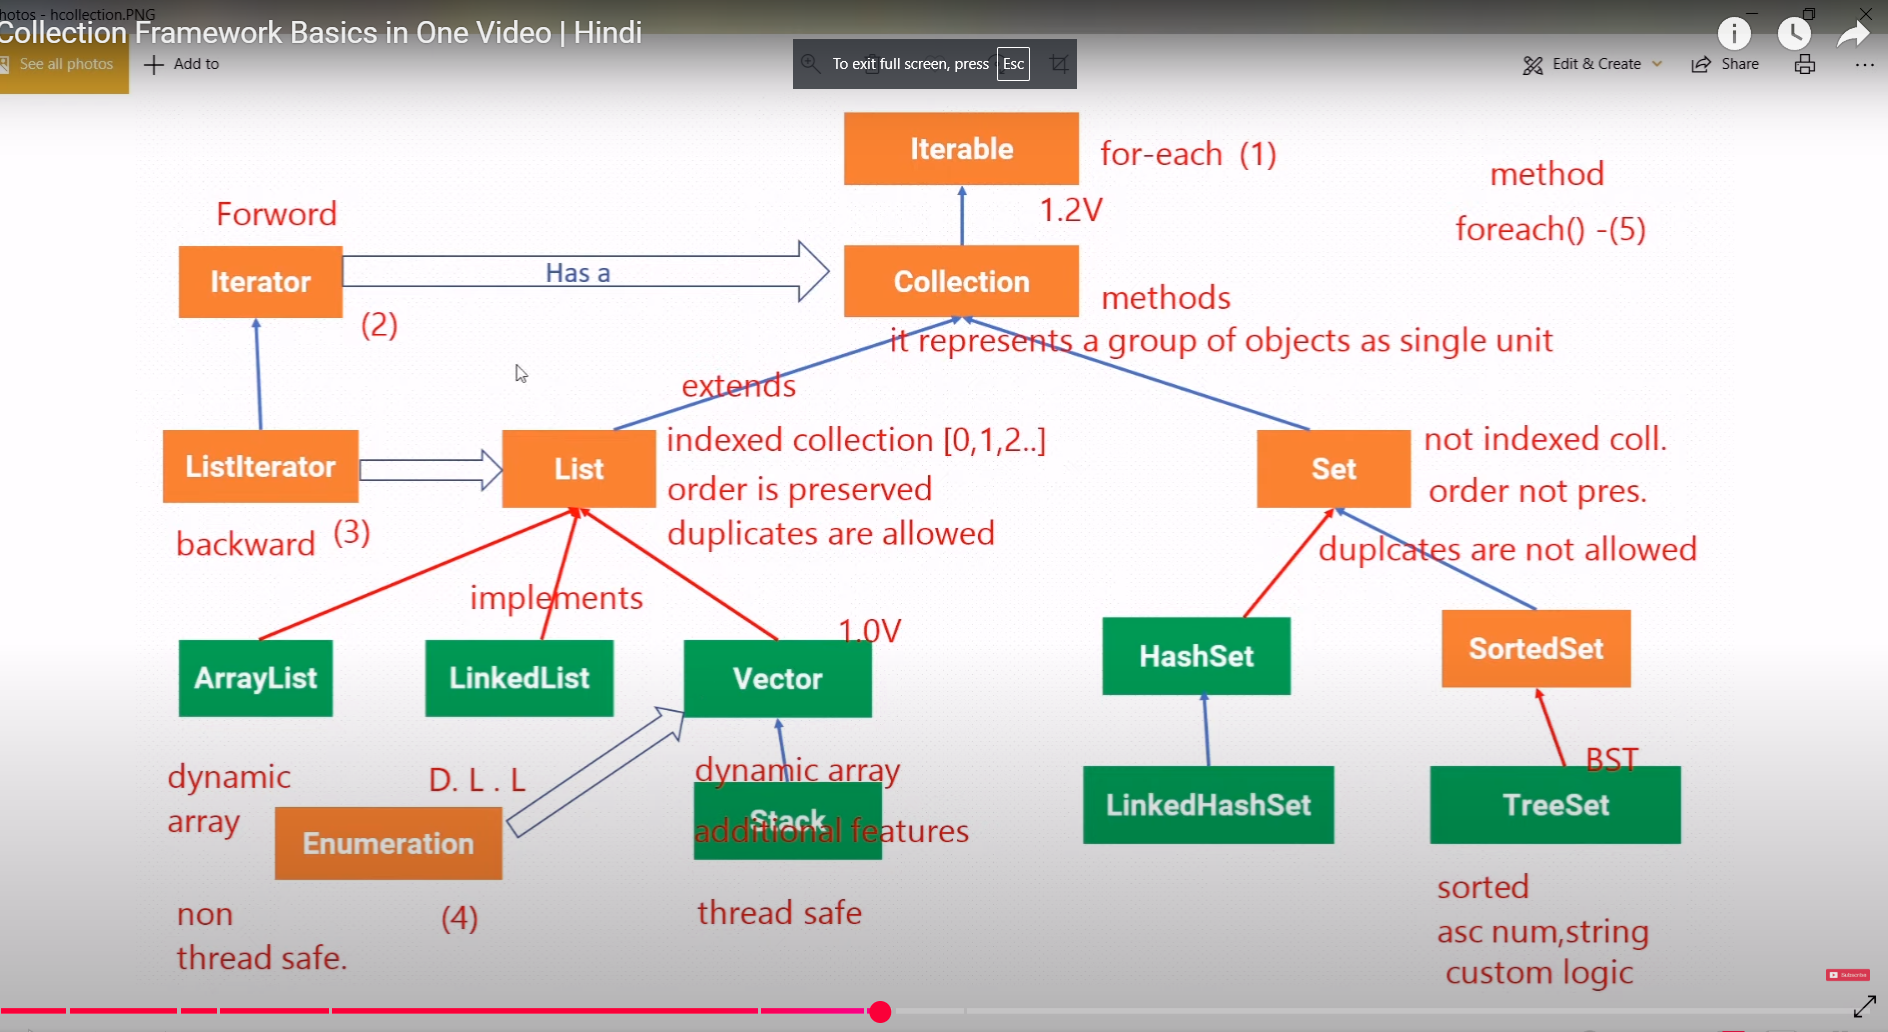 hotos - hcollection.PNG
Collection Framework Basics in One Video | Hindi
See all photos
Add to
To exit full screen, press Esc
Edit & Create
Share
Iterable
for-each (1)
method
Forword
1.2V
foreach() -(5)
Iterator
Has a
Collection
methods
(2)
it represents a group of objects as single unit
extends
ListIterator
List
indexed collection [0,1,2..]
Set
not indexed coll.
order is preserved
order not pres.
backward
(3)
duplicates are allowed
duplcates are not allowed
implements
1.0V
ArrayList
LinkedList
Vector
HashSet
SortedSet
dynamic
array
D. L . L
dynamic array
BST
Enumeration
Stack
additional features
LinkedHashSet
TreeSet
non
thread safe.
(4)
thread safe
sorted
asc num,string
custom logic
Subscribe